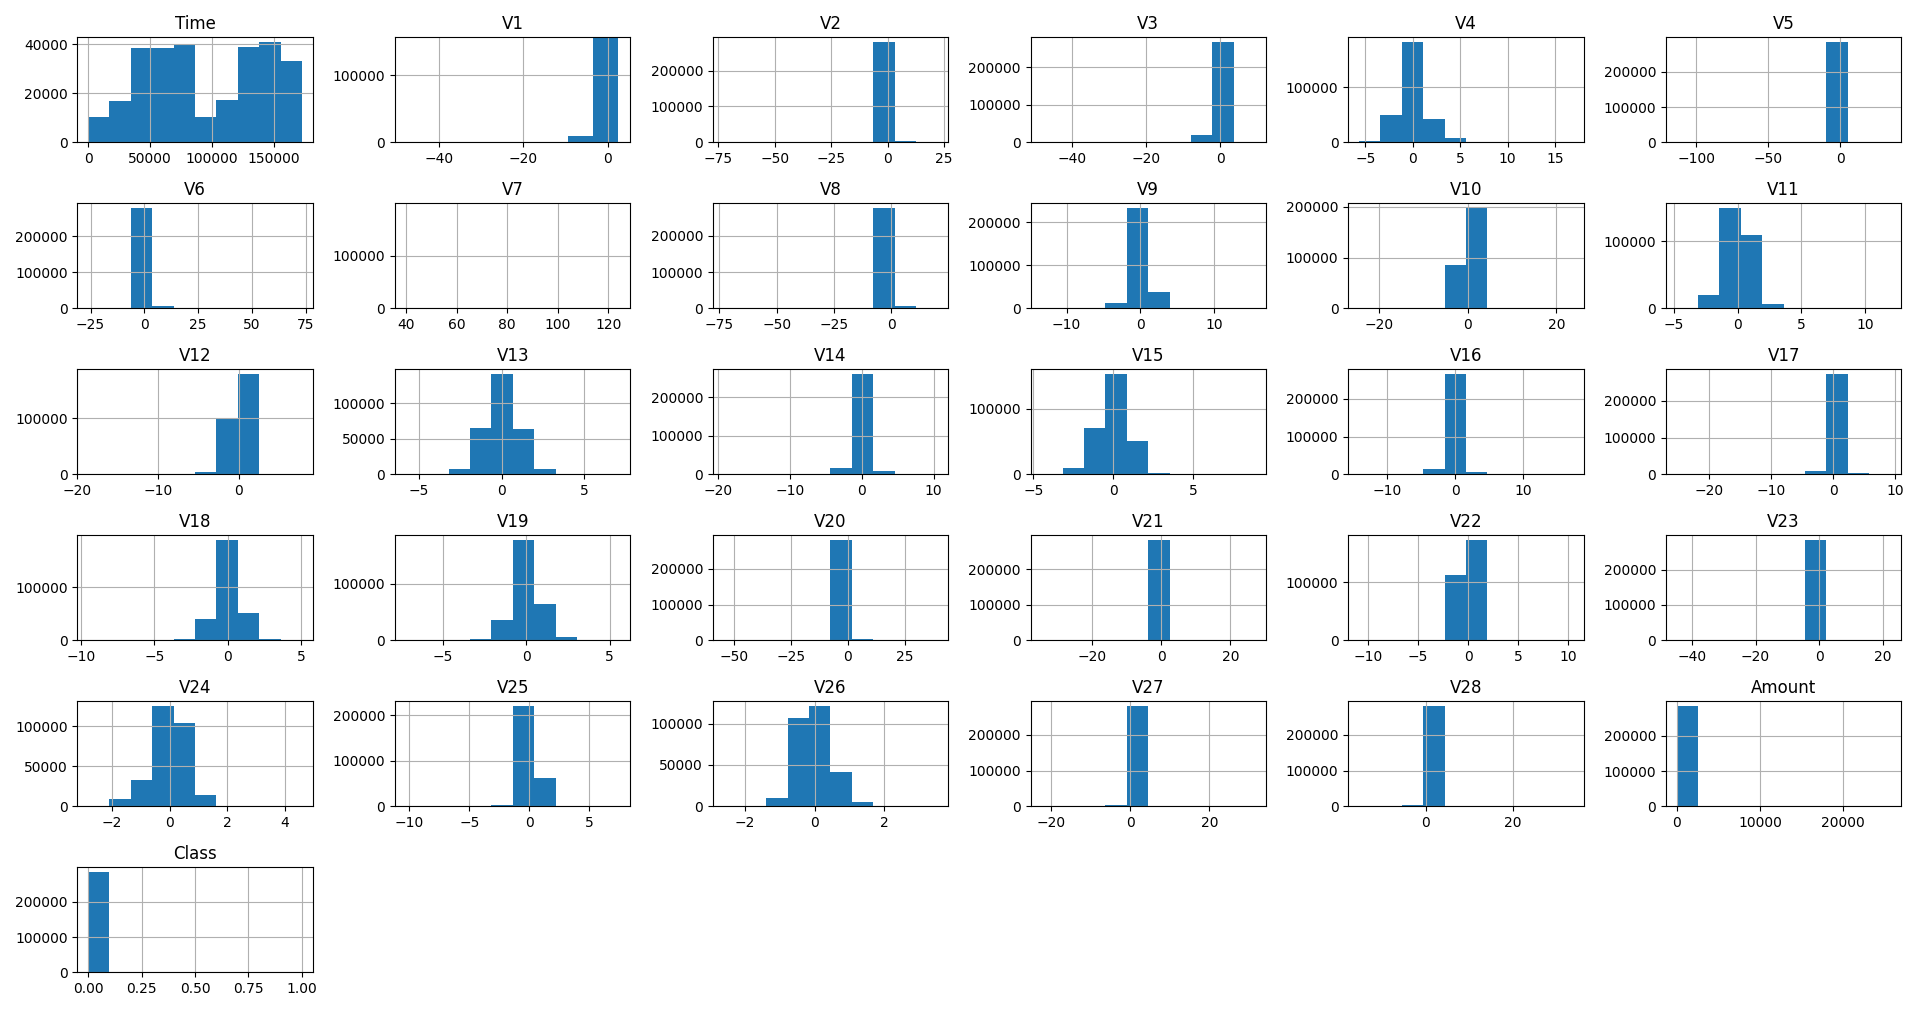 Time V1 V2 V3 V4 V5
40000
20000
0
0 50000 100000 150000
100000
0
−40 −20 0
200000
100000
0
−75 −50 −25 0 25
200000
100000
0
−40 −20 0
100000
0
−5 0 5 10 15
200000
100000
0
−100 −50 0
V6 V7 V8 V9 V10 V11
200000
100000
0
−25 0 25 50 75
100000
0
40 60 80 100 120
200000
100000
0
−75 −50 −25 0
200000
100000
0
−10 0 10
200000
100000
0
−20 0 20
100000
0
−5 0 5 10
V12 V13 V14 V15 V16 V17
100000
0
−20 −10 0
100000
50000
0
−5 0 5
200000
100000
0
−20 −10 0 10
100000
0
−5 0 5
200000
100000
0
−10 0 10
200000
100000
0
−20 −10 0 10
V18 V19 V20 V21 V22 V23
100000
0
−10 −5 0 5
100000
0
−5 0 5
200000
100000
0
−50 −25 0 25
200000
100000
0
−20 0 20
100000
0
−10 −5 0 5 10
200000
100000
0
−40 −20 0 20
V24 V25 V26 V27 V28 Amount
100000
50000
0
−2 0 2 4
200000
100000
0
−10 −5 0 5
100000
50000
0
−2 0 2
200000
100000
0
−20 0 20
200000
100000
0
0 20
200000
100000
0
0 10000 20000
Class
200000
100000
0
0.00 0.25 0.50 0.75 1.00